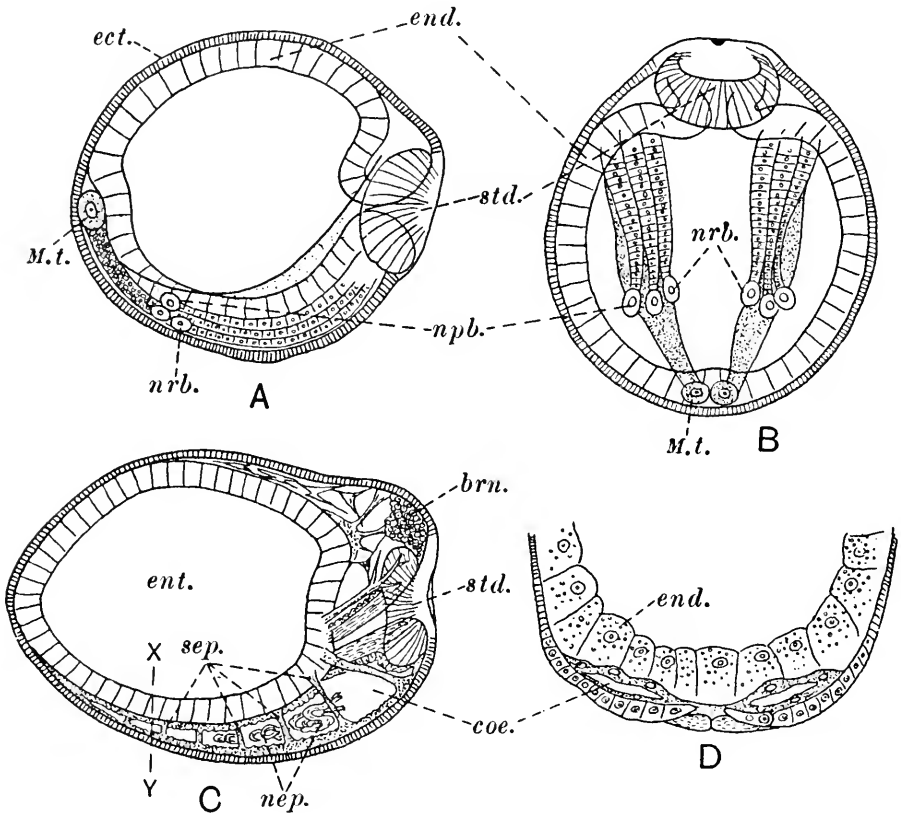 ect.
end.
std.
M.t.
nrb.
npb.
nrb.
A
M.t.
B
brn.
ent.
std.
end.
X
sep.
coe.
Y
nep.
C
D